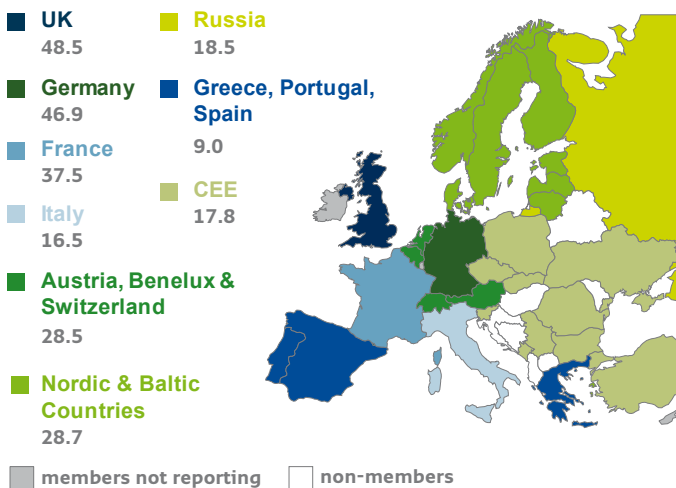 UK
48.5
Germany
46.9
France
37.5
Italy
16.5
Austria, Benelux &
Switzerland
28.5
Nordic & Baltic
Countries
28.7
Russia
18.5
Greece, Portugal,
Spain
9.0
CEE
17.8
members not reporting
non-members